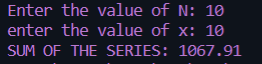 Enter the value of N: 10
enter the value of x: 10
SUM OF THE SERIES: 1067.91